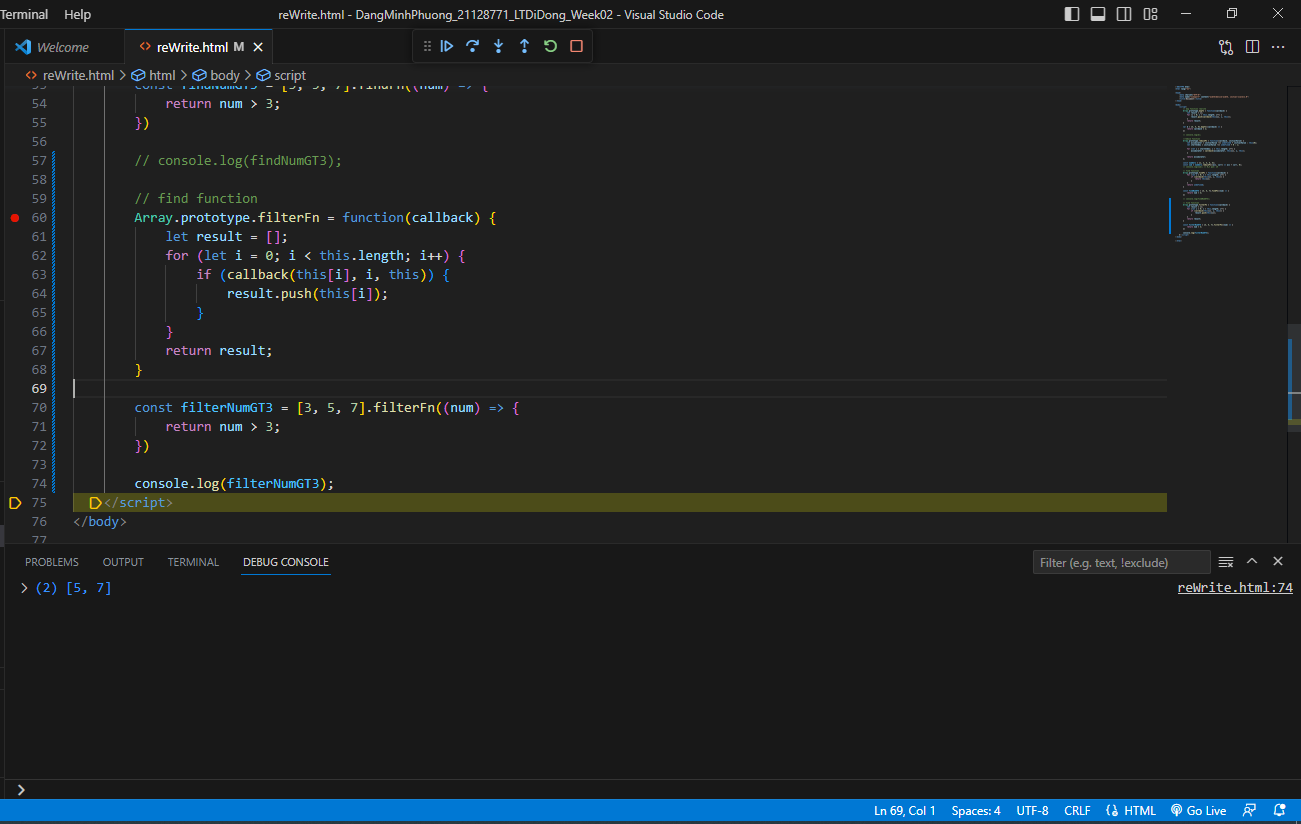 Terminal Help reWrite.html - DangMinhPhuong_21128771_LTDiDong_Week02 - Visual Studio Code
Welcome reWrite.html M
reWrite.html > html > body > script
53 const findNumGT3 = [3, 5, 7].findFn((num) => {
54 return num > 3;
55 })
56
57 // console.log(findNumGT3);
58
59 // find function
60 Array.prototype.filterFn = function(callback) {
61 let result = [];
62 for (let i = 0; i < this.length; i++) {
63 if (callback(this[i], i, this)) {
64 result.push(this[i]);
65 }
66 }
67 return result;
68 }
69
70 const filterNumGT3 = [3, 5, 7].filterFn((num) => {
71 return num > 3;
72 })
73
74 console.log(filterNumGT3);
75 </script>
76 </body>
77
PROBLEMS OUTPUT TERMINAL DEBUG CONSOLE Filter (e.g. text, !exclude)
> (2) [5, 7] reWrite.html:74
>
Ln 69, Col 1 Spaces: 4 UTF-8 CRLF HTML Go Live